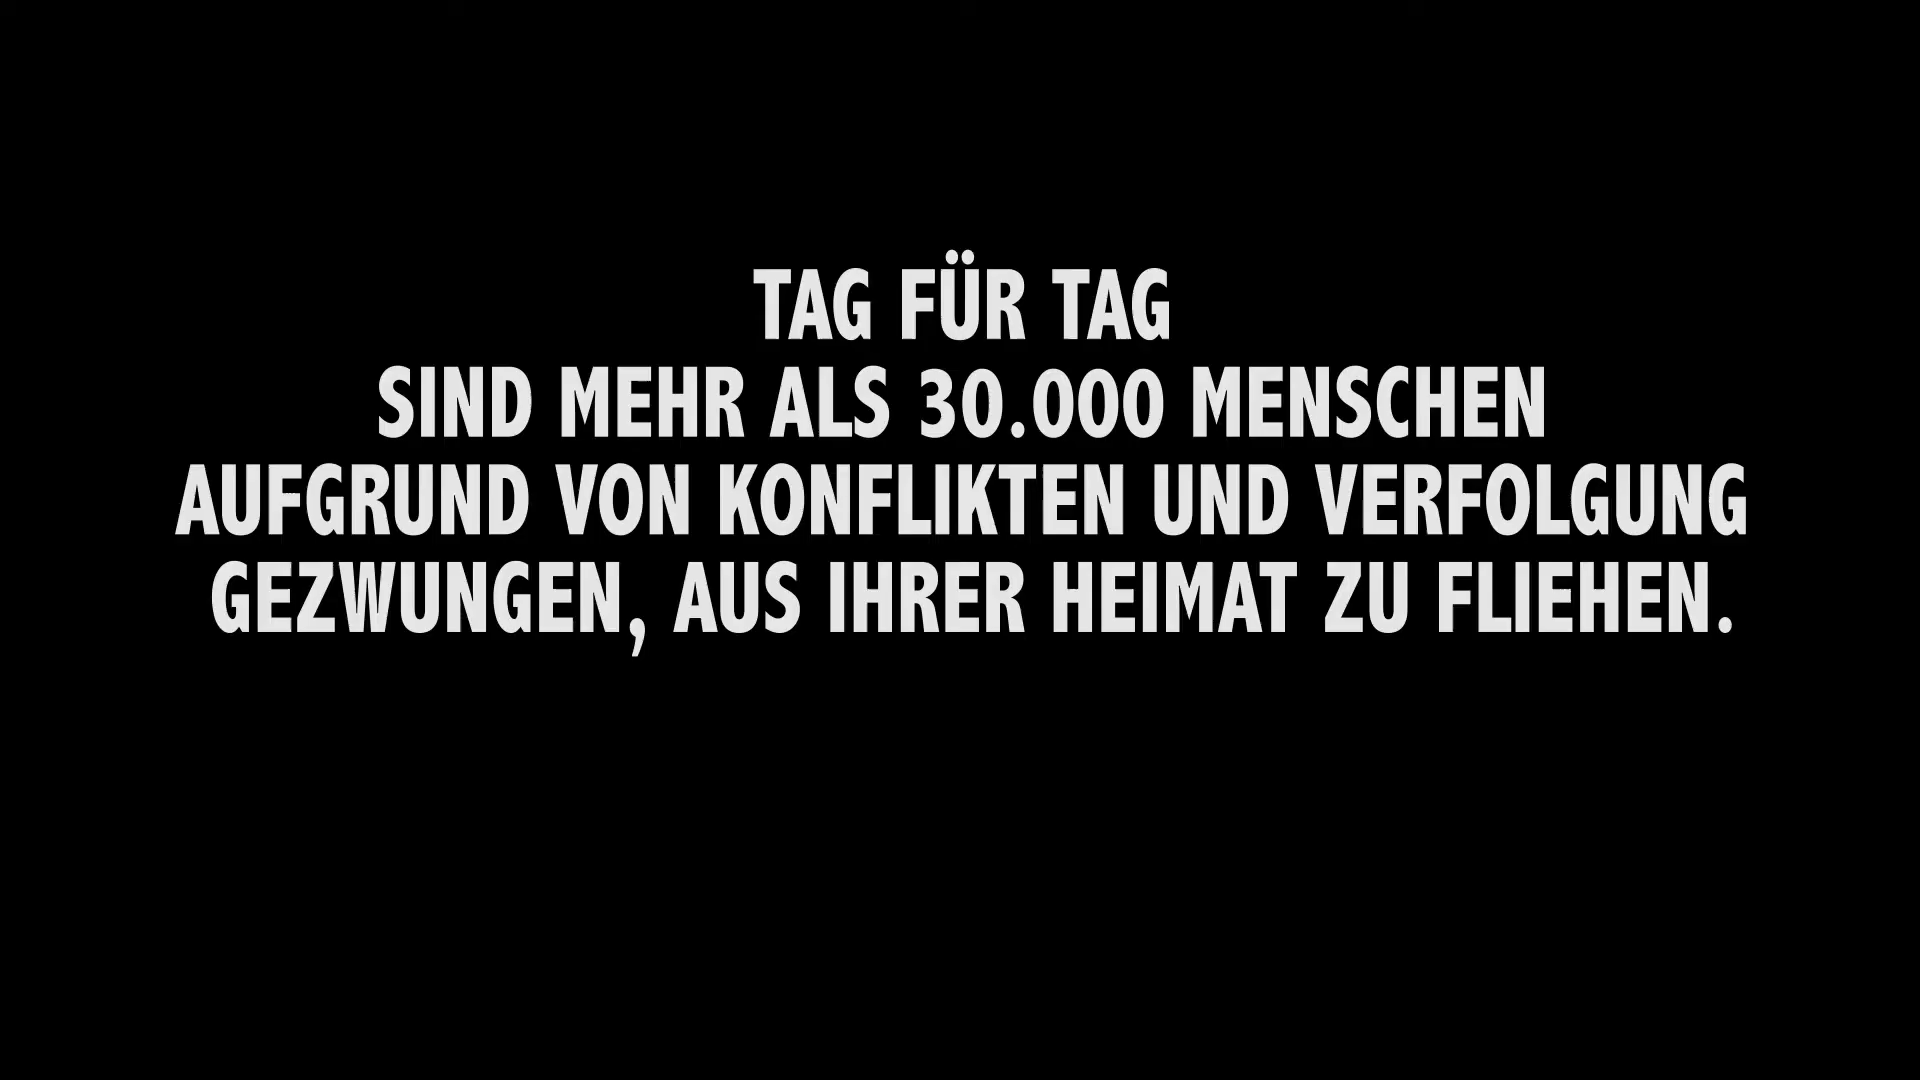 TAG FÜR TAG
SIND MEHR ALS 30.000 MENSCHEN
AUFGRUND VON KONFLIKTEN UND VERFOLGUNG
GEZWUNGEN, AUS IHRER HEIMAT ZU FLIEHEN.